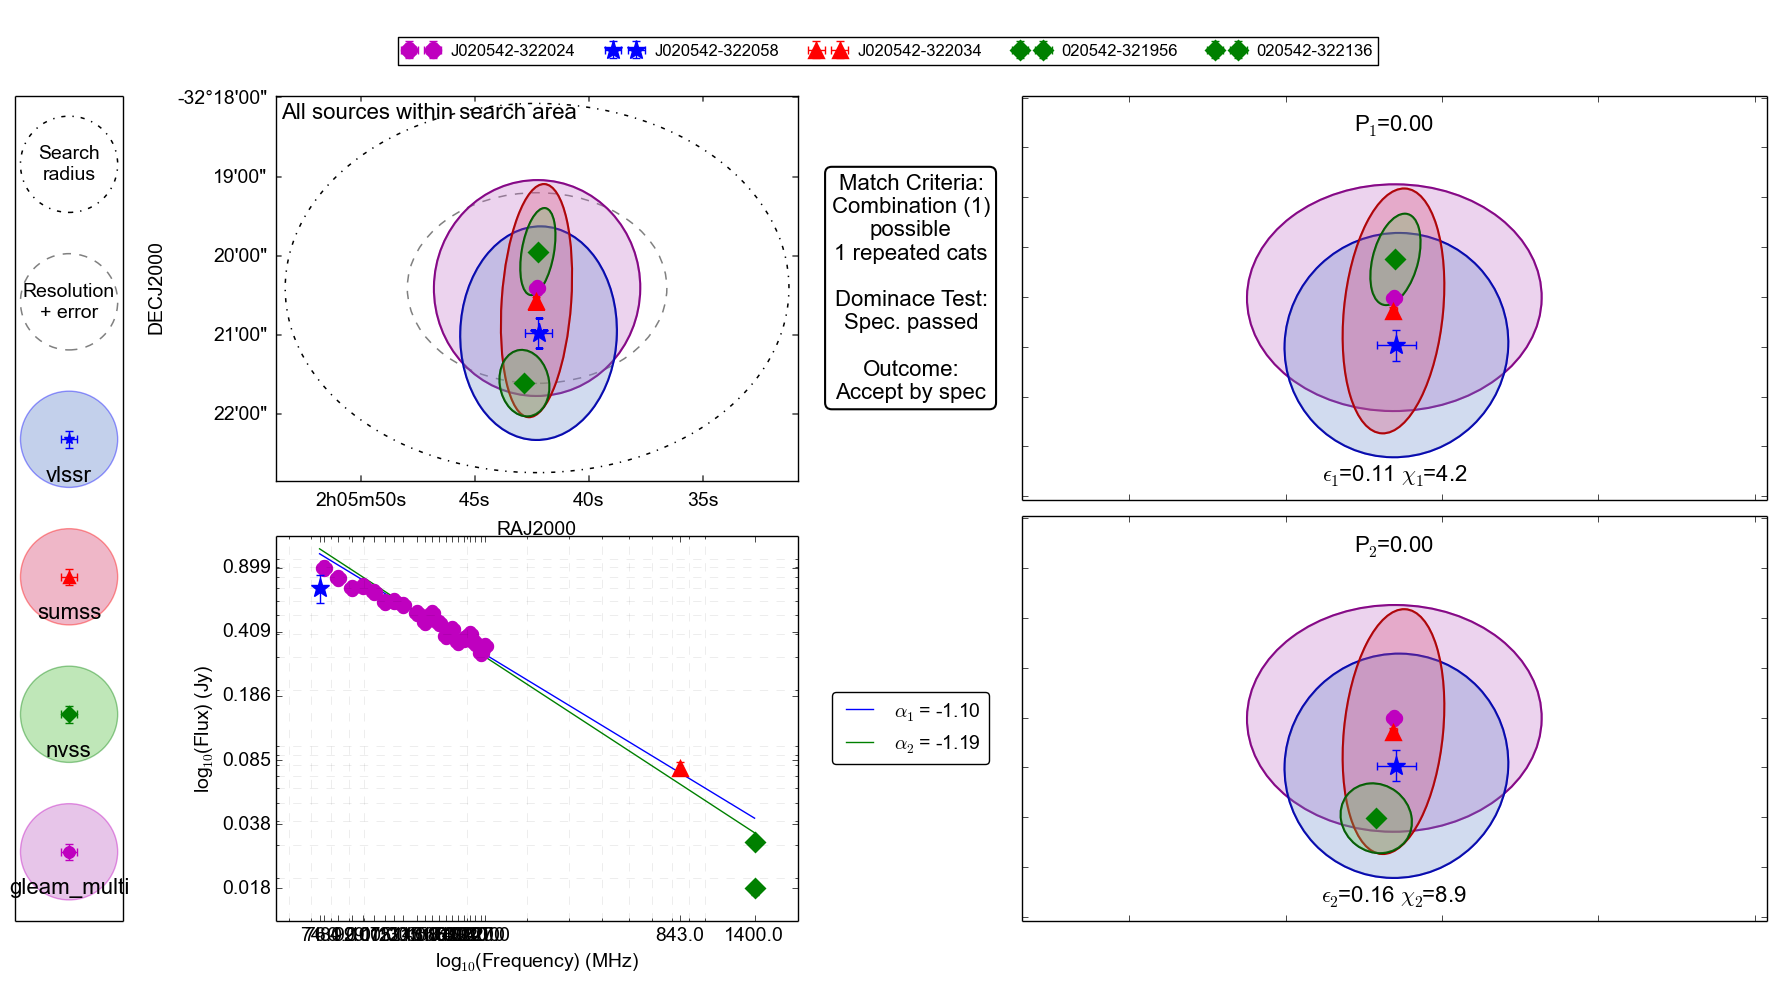 J020542-322024 J020542-322058 J020542-322034 020542-321956 020542-322136
Search
radius
Resolution
+ error
vlssr
sumss
nvss
gleam_multi
All sources within search area
DECJ2000
-32°18'00"
19'00"
20'00"
21'00"
22'00"
2h05m50s 45s 40s 35s
RAJ2000
Match Criteria:
Combination (1)
possible
1 repeated cats
Dominace Test:
Spec. passed
Outcome:
Accept by spec
P1=0.00
ϵ1=0.11 χ1=4.2
log10(Flux) (Jy)
0.899
0.409
0.186
0.085
0.038
0.018
843.0 1400.0
log10(Frequency) (MHz)
α1 = -1.10
α2 = -1.19
P2=0.00
ϵ2=0.16 χ2=8.9